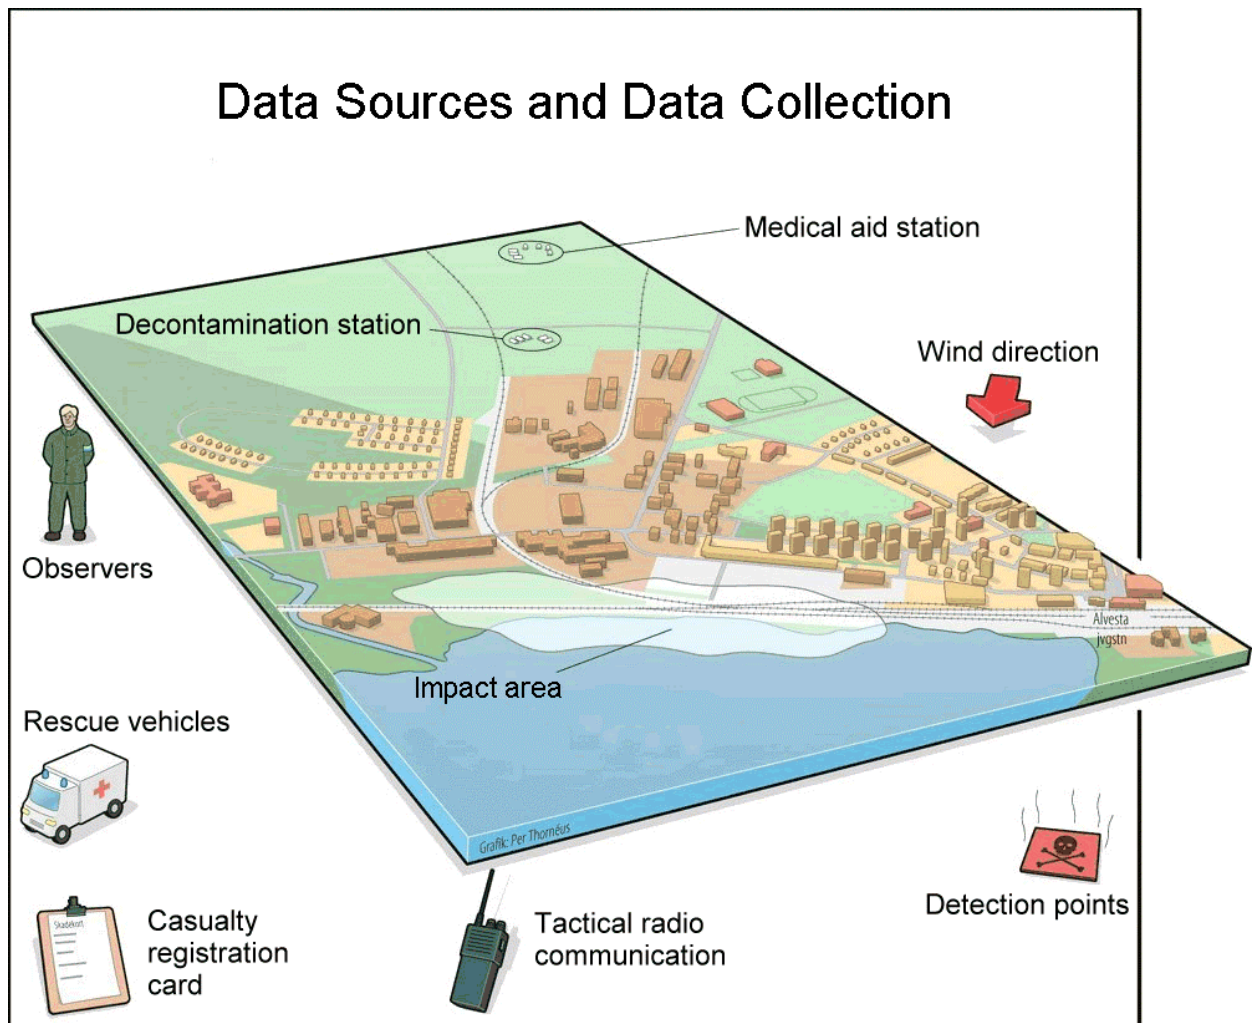 Data Sources and Data Collection
Medical aid station
Decontamination station
Wind direction
Observers
Alvesta
jvgstn
Impact area
Rescue vehicles
Grafik: Per Thornéus
Skadekort
Casualty
registration
card
Tactical radio
communication
Detection points